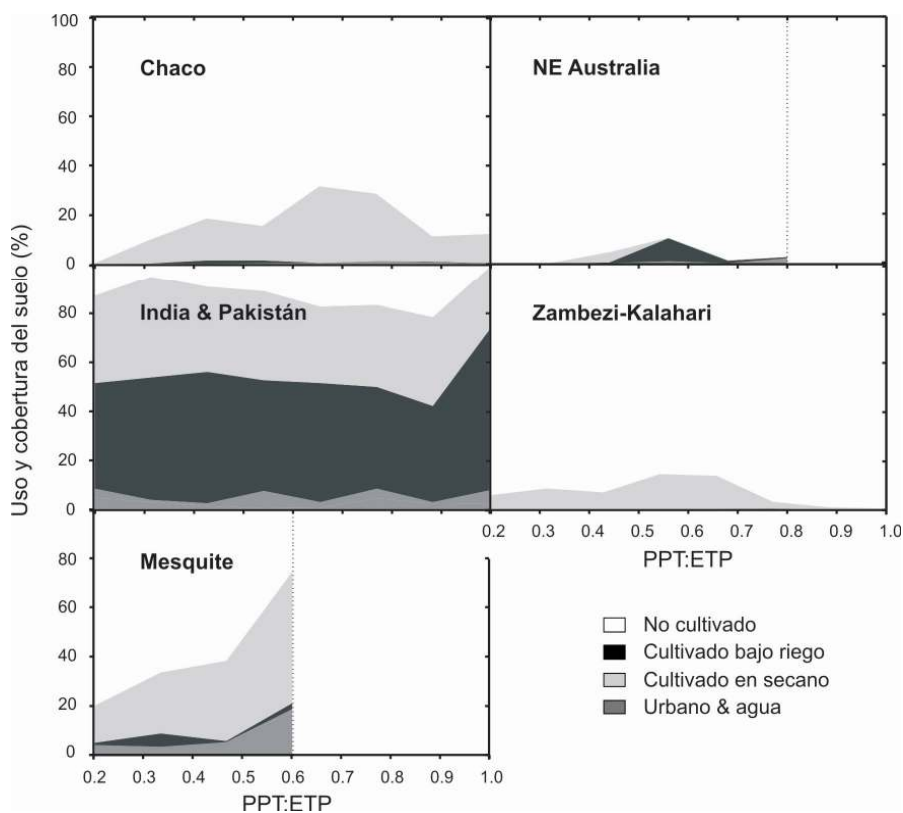 Uso y cobertura del suelo (%)
100
80
60
40
20
0
Chaco
NE Australia
80
60
40
20
0
India & Pakistán
Zambezi-Kalahari
0.2 0.3 0.4 0.5 0.6 0.7 0.8 0.9 1.0
PPT:ETP
80
60
40
20
0
Mesquite
0.2 0.3 0.4 0.5 0.6 0.7 0.8 0.9 1.0
PPT:ETP
No cultivado
Cultivado bajo riego
Cultivado en secano
Urbano & agua